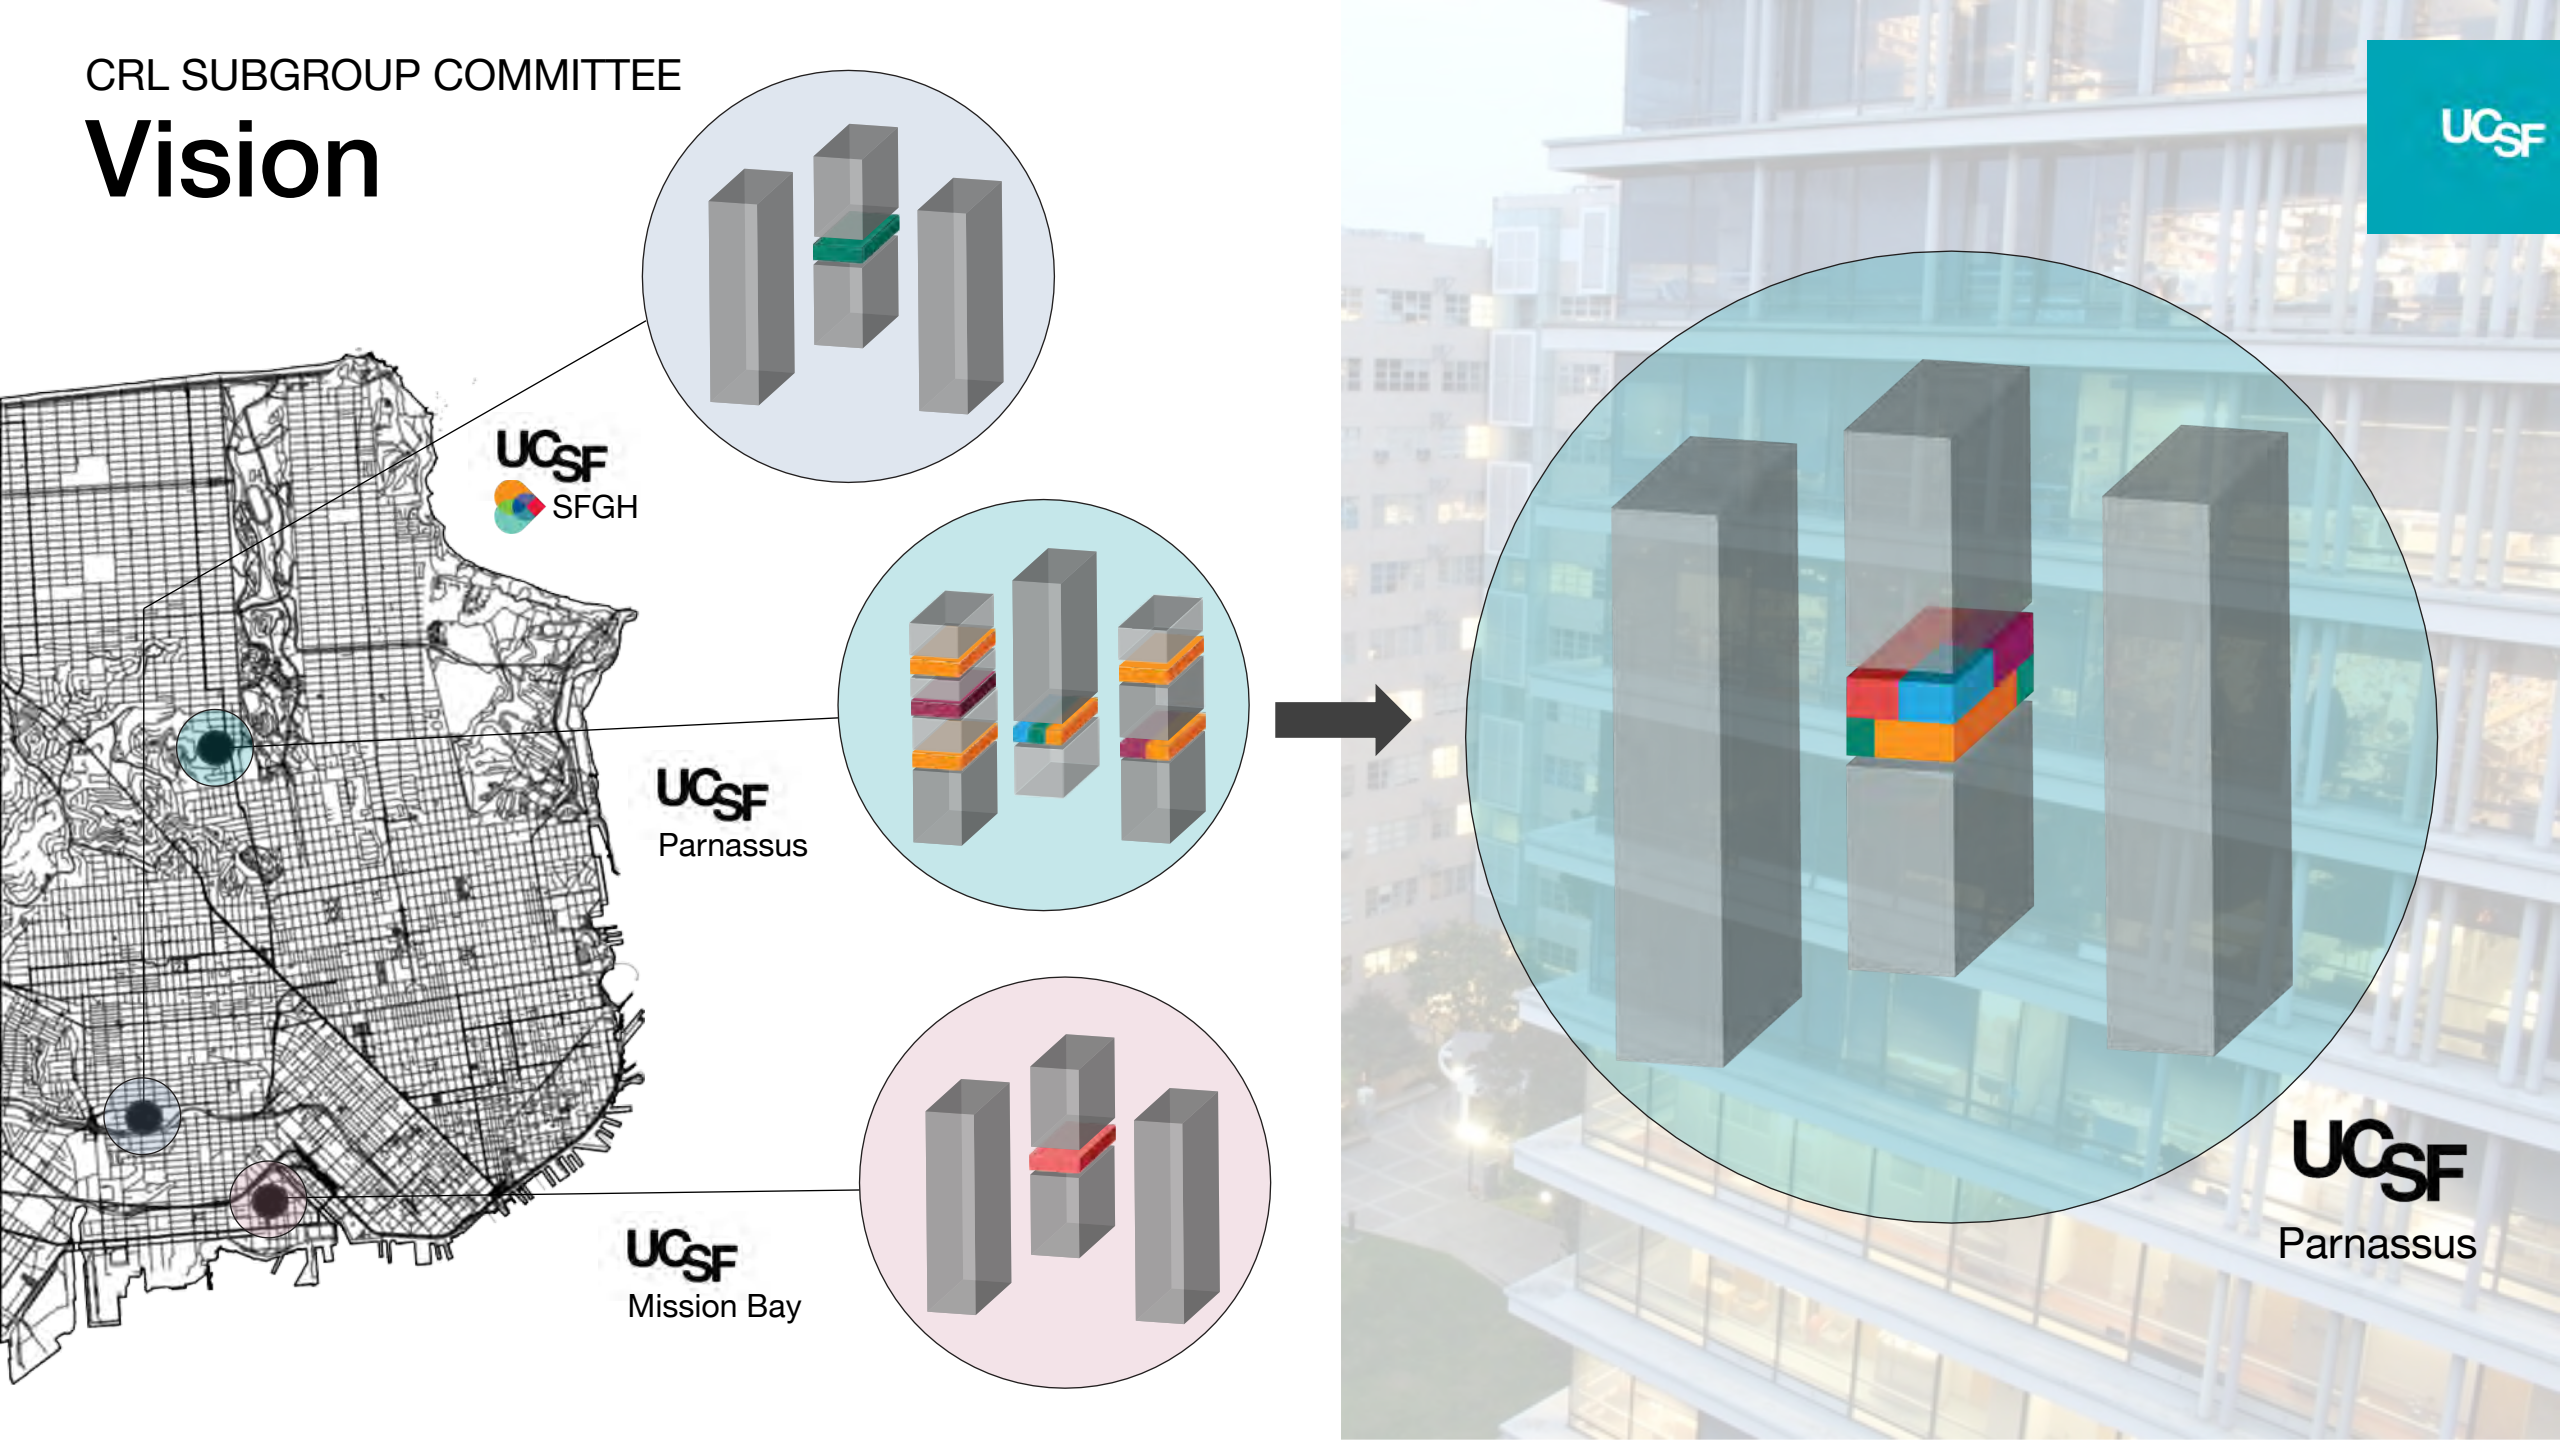 CRL SUBGROUP COMMITTEE
Vision
UCSF
UCSF
SFGH
UCSF
Parnassus
UCSF
Mission Bay
UCSF
Parnassus